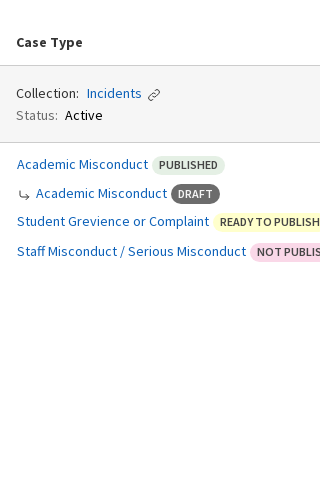 Case Type
Collection: Incidents
Status: Active
Academic Misconduct PUBLISHED
Academic Misconduct DRAFT
Student Grevience or Complaint READY TO PUBLISH
Staff Misconduct / Serious Misconduct NOT PUBLIS